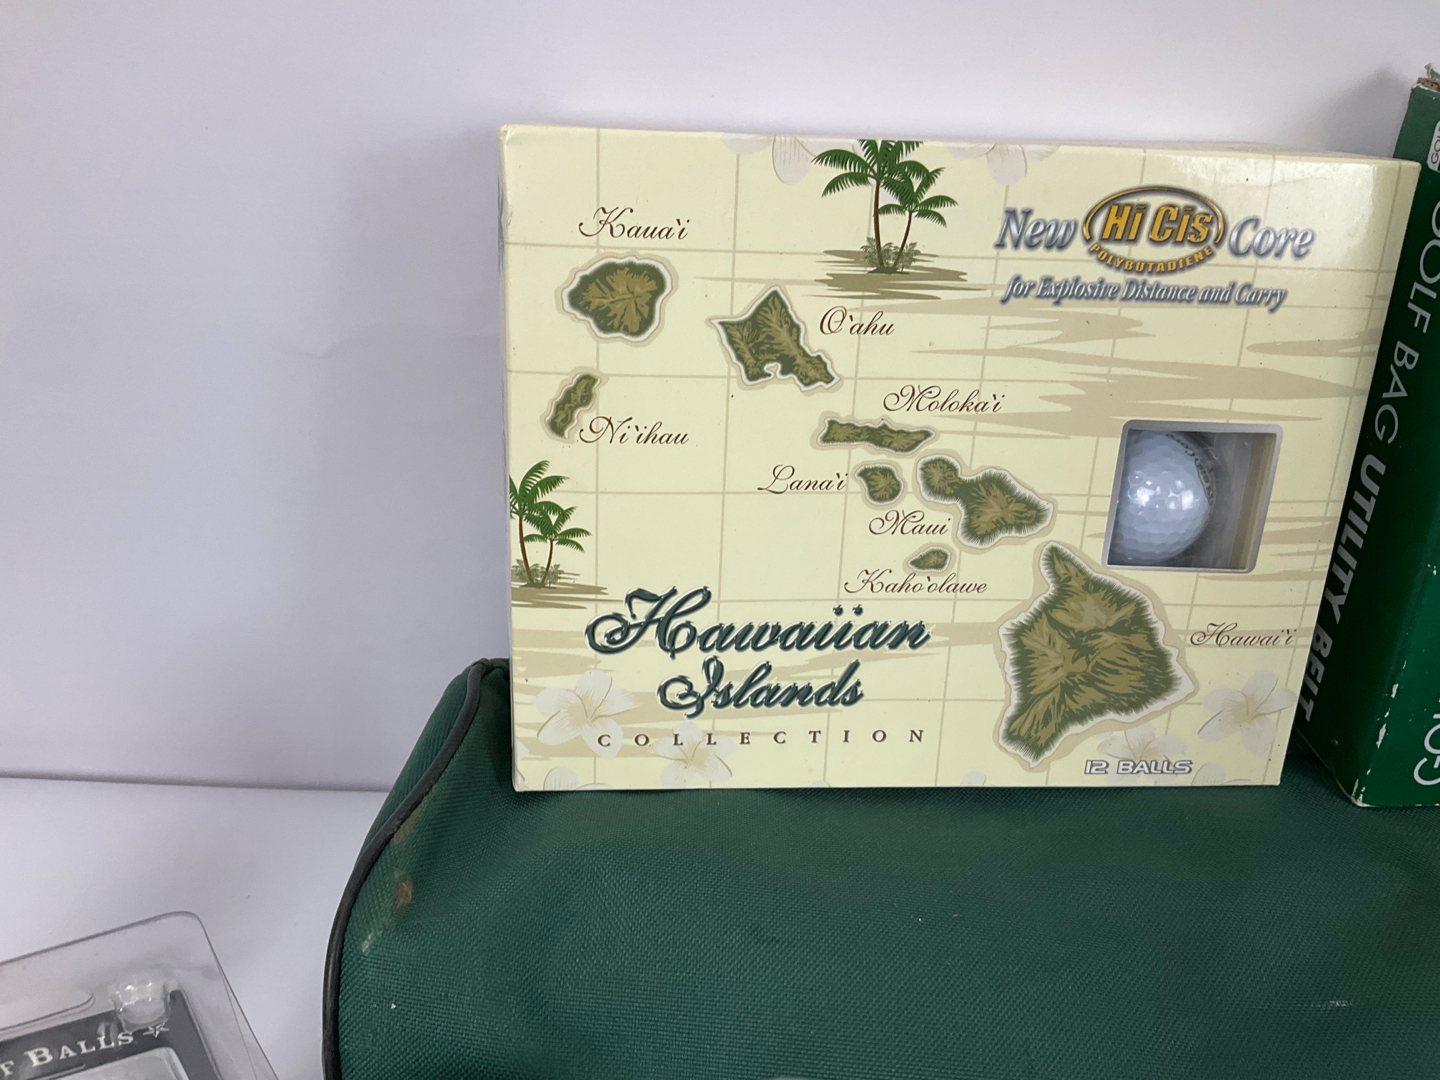 Kaua`i
New Hi Cis Core
POLYBUTADIENE
for Explosive Distance and Carry
O`ahu
Moloka`i
Ni`ihau
Lana`i
Maui
Kaho`olawe
Hawai`i
Hawaiian
Islands
COLLECTION
12 BALLS
GOLF BAG UTILITY BELT
F BALLS